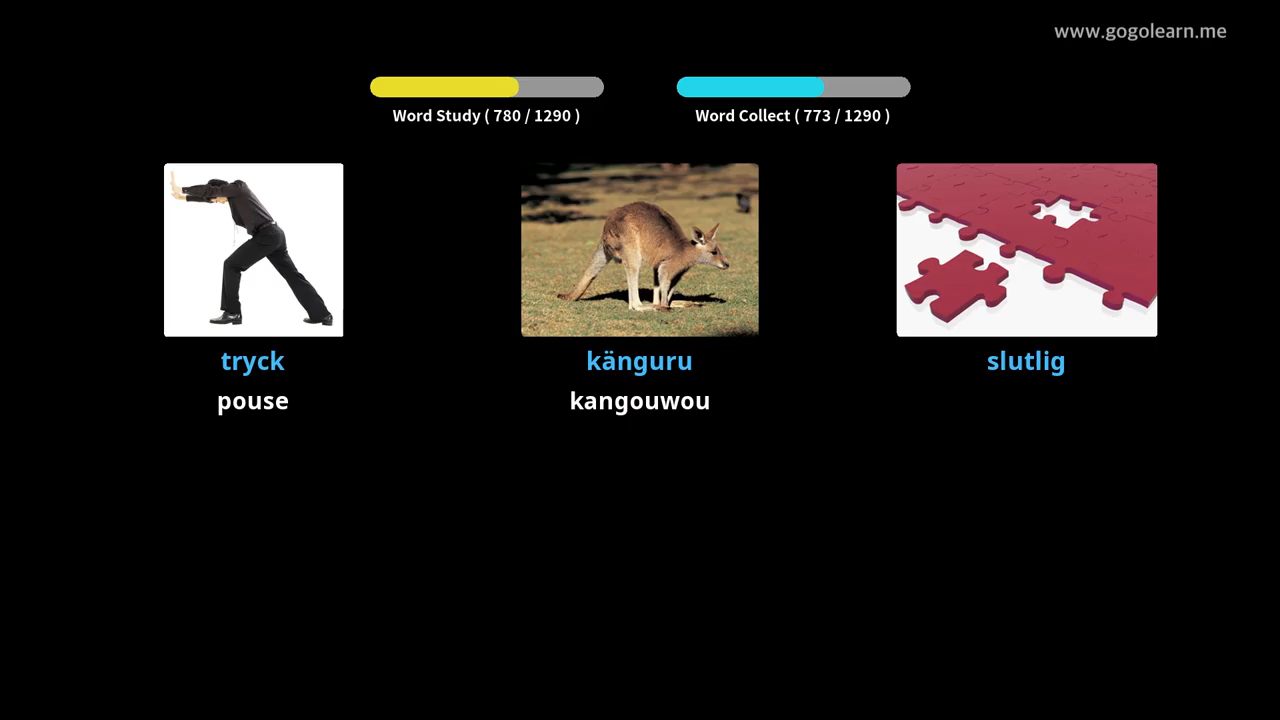 www.gogolearn.me
Word Study ( 780 / 1290 )
Word Collect ( 773 / 1290 )
tryck
känguru
slutlig
pouse
kangouwou